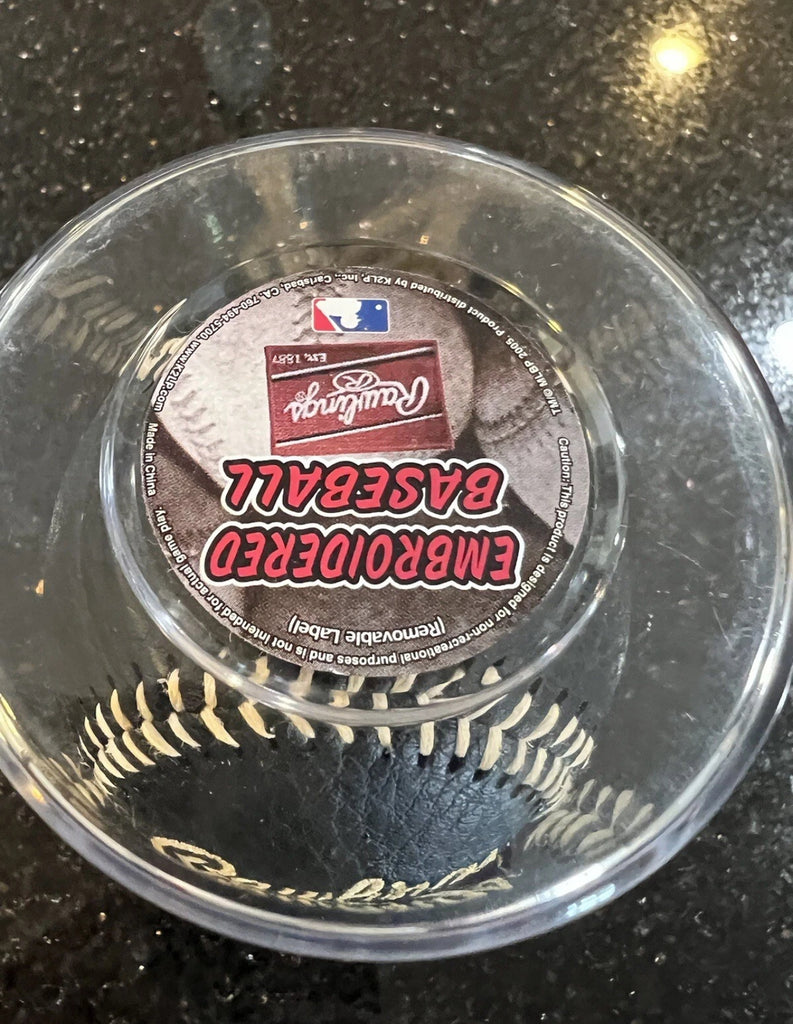 (Removable Label)
EMBROIDERED
BASEBALL
Rawlings®
R
EST. 1887
Caution: This product is designed for non-recreational purposes and is not intended for actual game play.
Made in China
TM/© MLBP 2005 Product distributed by K2LP, Inc., Carlsbad, CA, 760-494-5700, www.K2LP.com
Rawlings